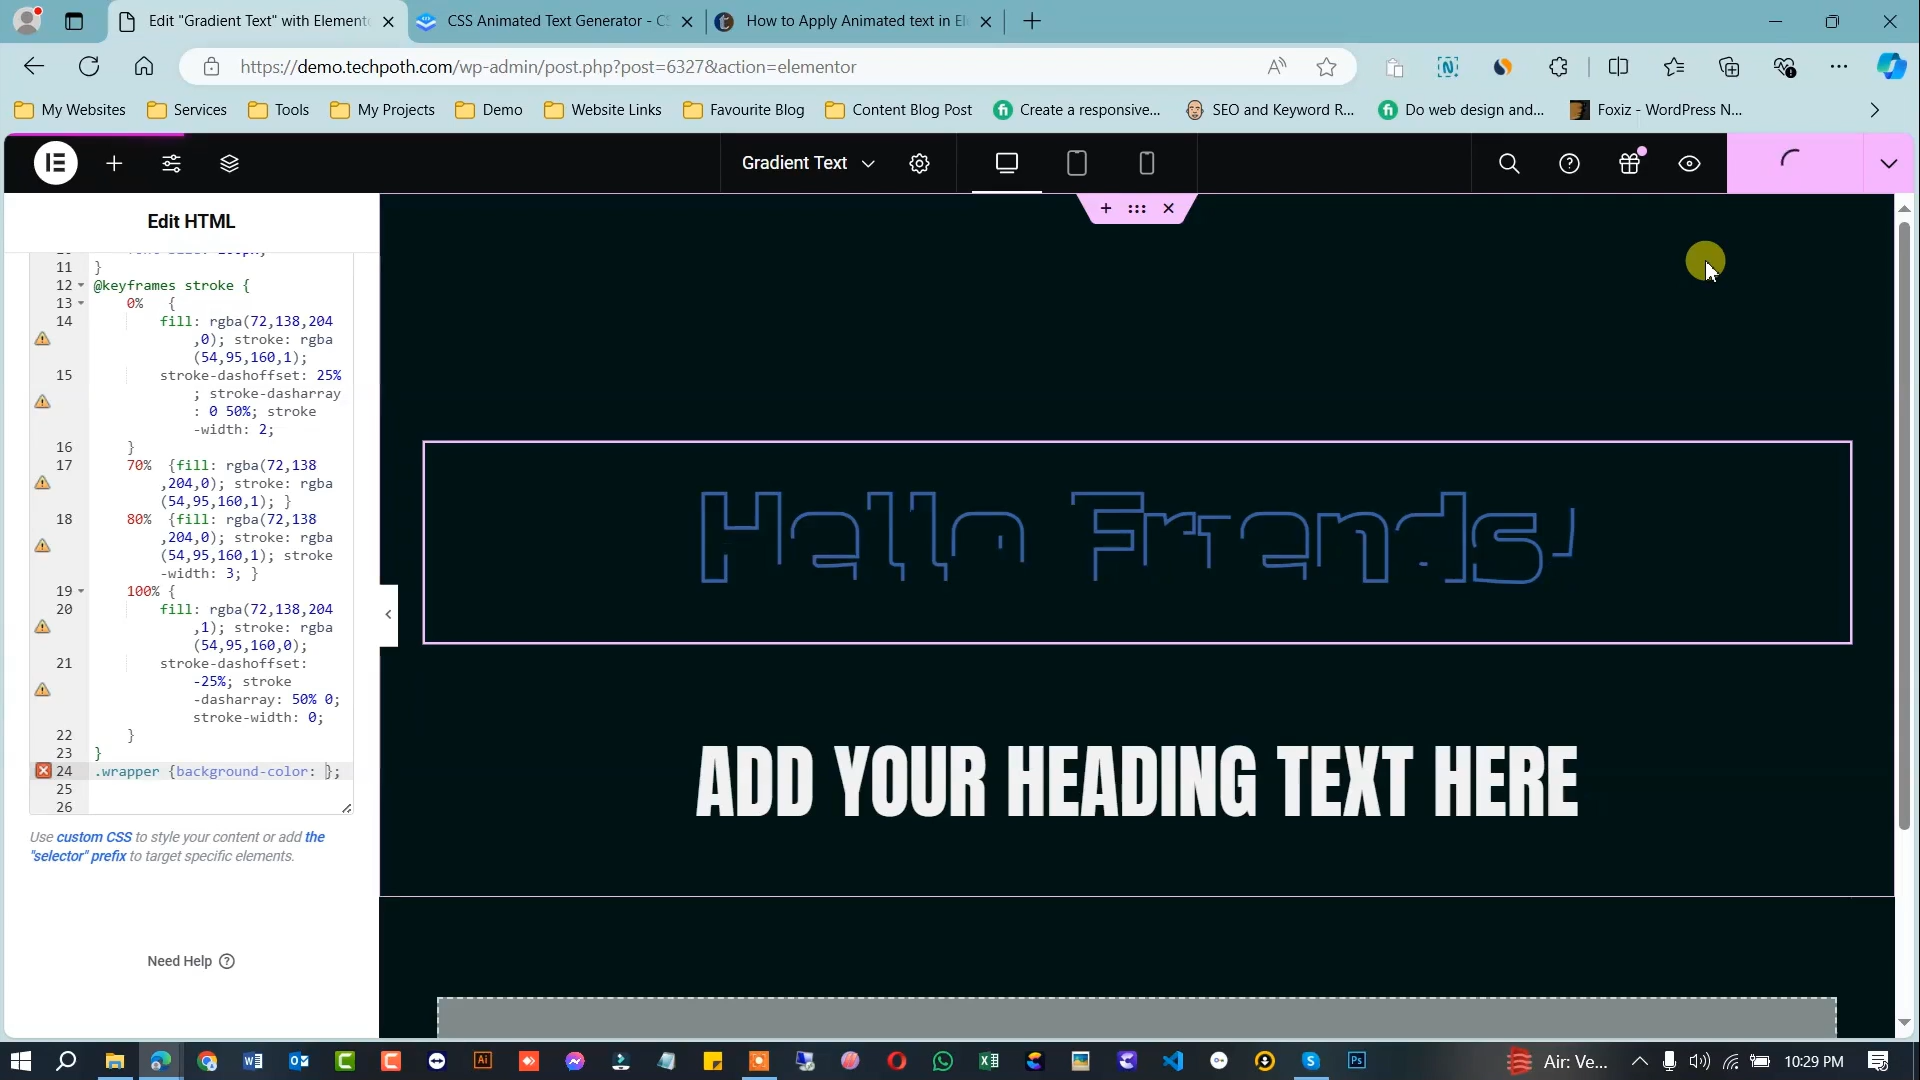 Edit "Gradient Text" with Elemento
CSS Animated Text Generator - CS
How to Apply Animated text in El
https://demo.techpoth.com/wp-admin/post.php?post=6327&action=elementor
My Websites
Services
Tools
My Projects
Demo
Website Links
Favourite Blog
Content Blog Post
Create a responsive...
SEO and Keyword R...
Do web design and...
Foxiz - WordPress N...
Gradient Text
Edit HTML
11 }
12 @keyframes stroke {
13 0% {
14 fill: rgba(72,138,204
,0); stroke: rgba
(54,95,160,1);
15 stroke-dashoffset: 25%
; stroke-dasharray
: 0 50%; stroke
-width: 2;
16 }
17 70% {fill: rgba(72,138
,204,0); stroke: rgba
(54,95,160,1); }
18 80% {fill: rgba(72,138
,204,0); stroke: rgba
(54,95,160,1); stroke
-width: 3; }
19 100% {
20 fill: rgba(72,138,204
,1); stroke: rgba
(54,95,160,0);
21 stroke-dashoffset:
-25%; stroke
-dasharray: 50% 0;
stroke-width: 0;
22 }
23 }
24 .wrapper {background-color: };
25
26
Use custom CSS to style your content or add the
"selector" prefix to target specific elements.
Need Help
Hello Friends
ADD YOUR HEADING TEXT HERE
Air: Ve...
10:29 PM